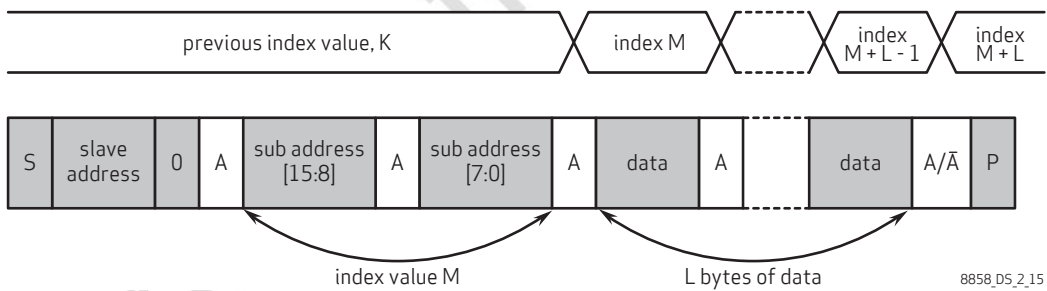 previous index value, K
index M
index
M + L - 1
index
M + L
S
slave
address
0
A
sub address
[15:8]
A
sub address
[7:0]
A
data
A
data
A/Ā
P
index value M
L bytes of data
8858_DS_2_15